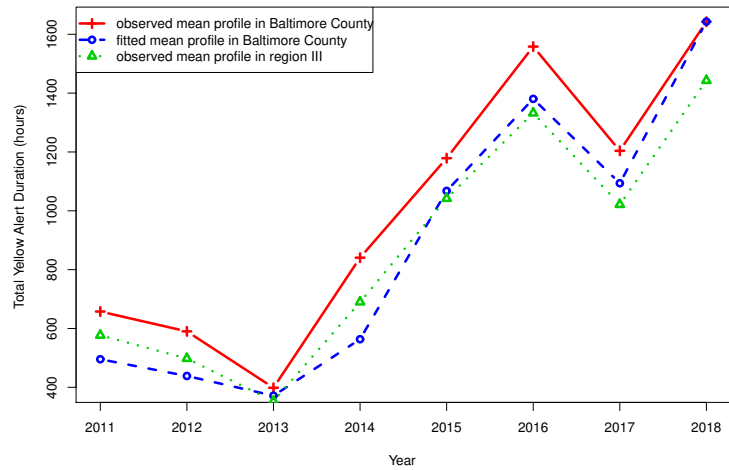 observed mean profile in Baltimore County
fitted mean profile in Baltimore County
observed mean profile in region III
Total Yellow Alert Duration (hours)
1600
1400
1200
1000
800
600
400
2011 2012 2013 2014 2015 2016 2017 2018
Year